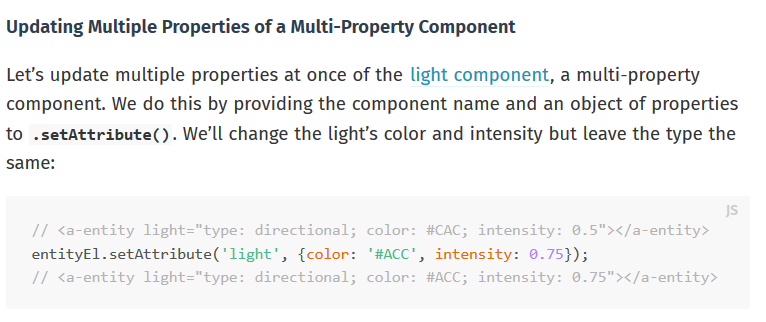 Updating Multiple Properties of a Multi-Property Component
Let’s update multiple properties at once of the light component, a multi-property
component. We do this by providing the component name and an object of properties
to .setAttribute(). We’ll change the light’s color and intensity but leave the type the
same:
JS
// <a-entity light="type: directional; color: #CAC; intensity: 0.5"></a-entity>
entityEl.setAttribute('light', {color: '#ACC', intensity: 0.75});
// <a-entity light="type: directional; color: #ACC; intensity: 0.75"></a-entity>